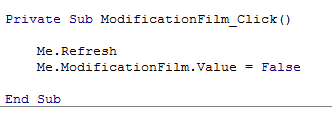 Private Sub ModificationFilm_Click()
Me.Refresh
Me.ModificationFilm.Value = False
End Sub